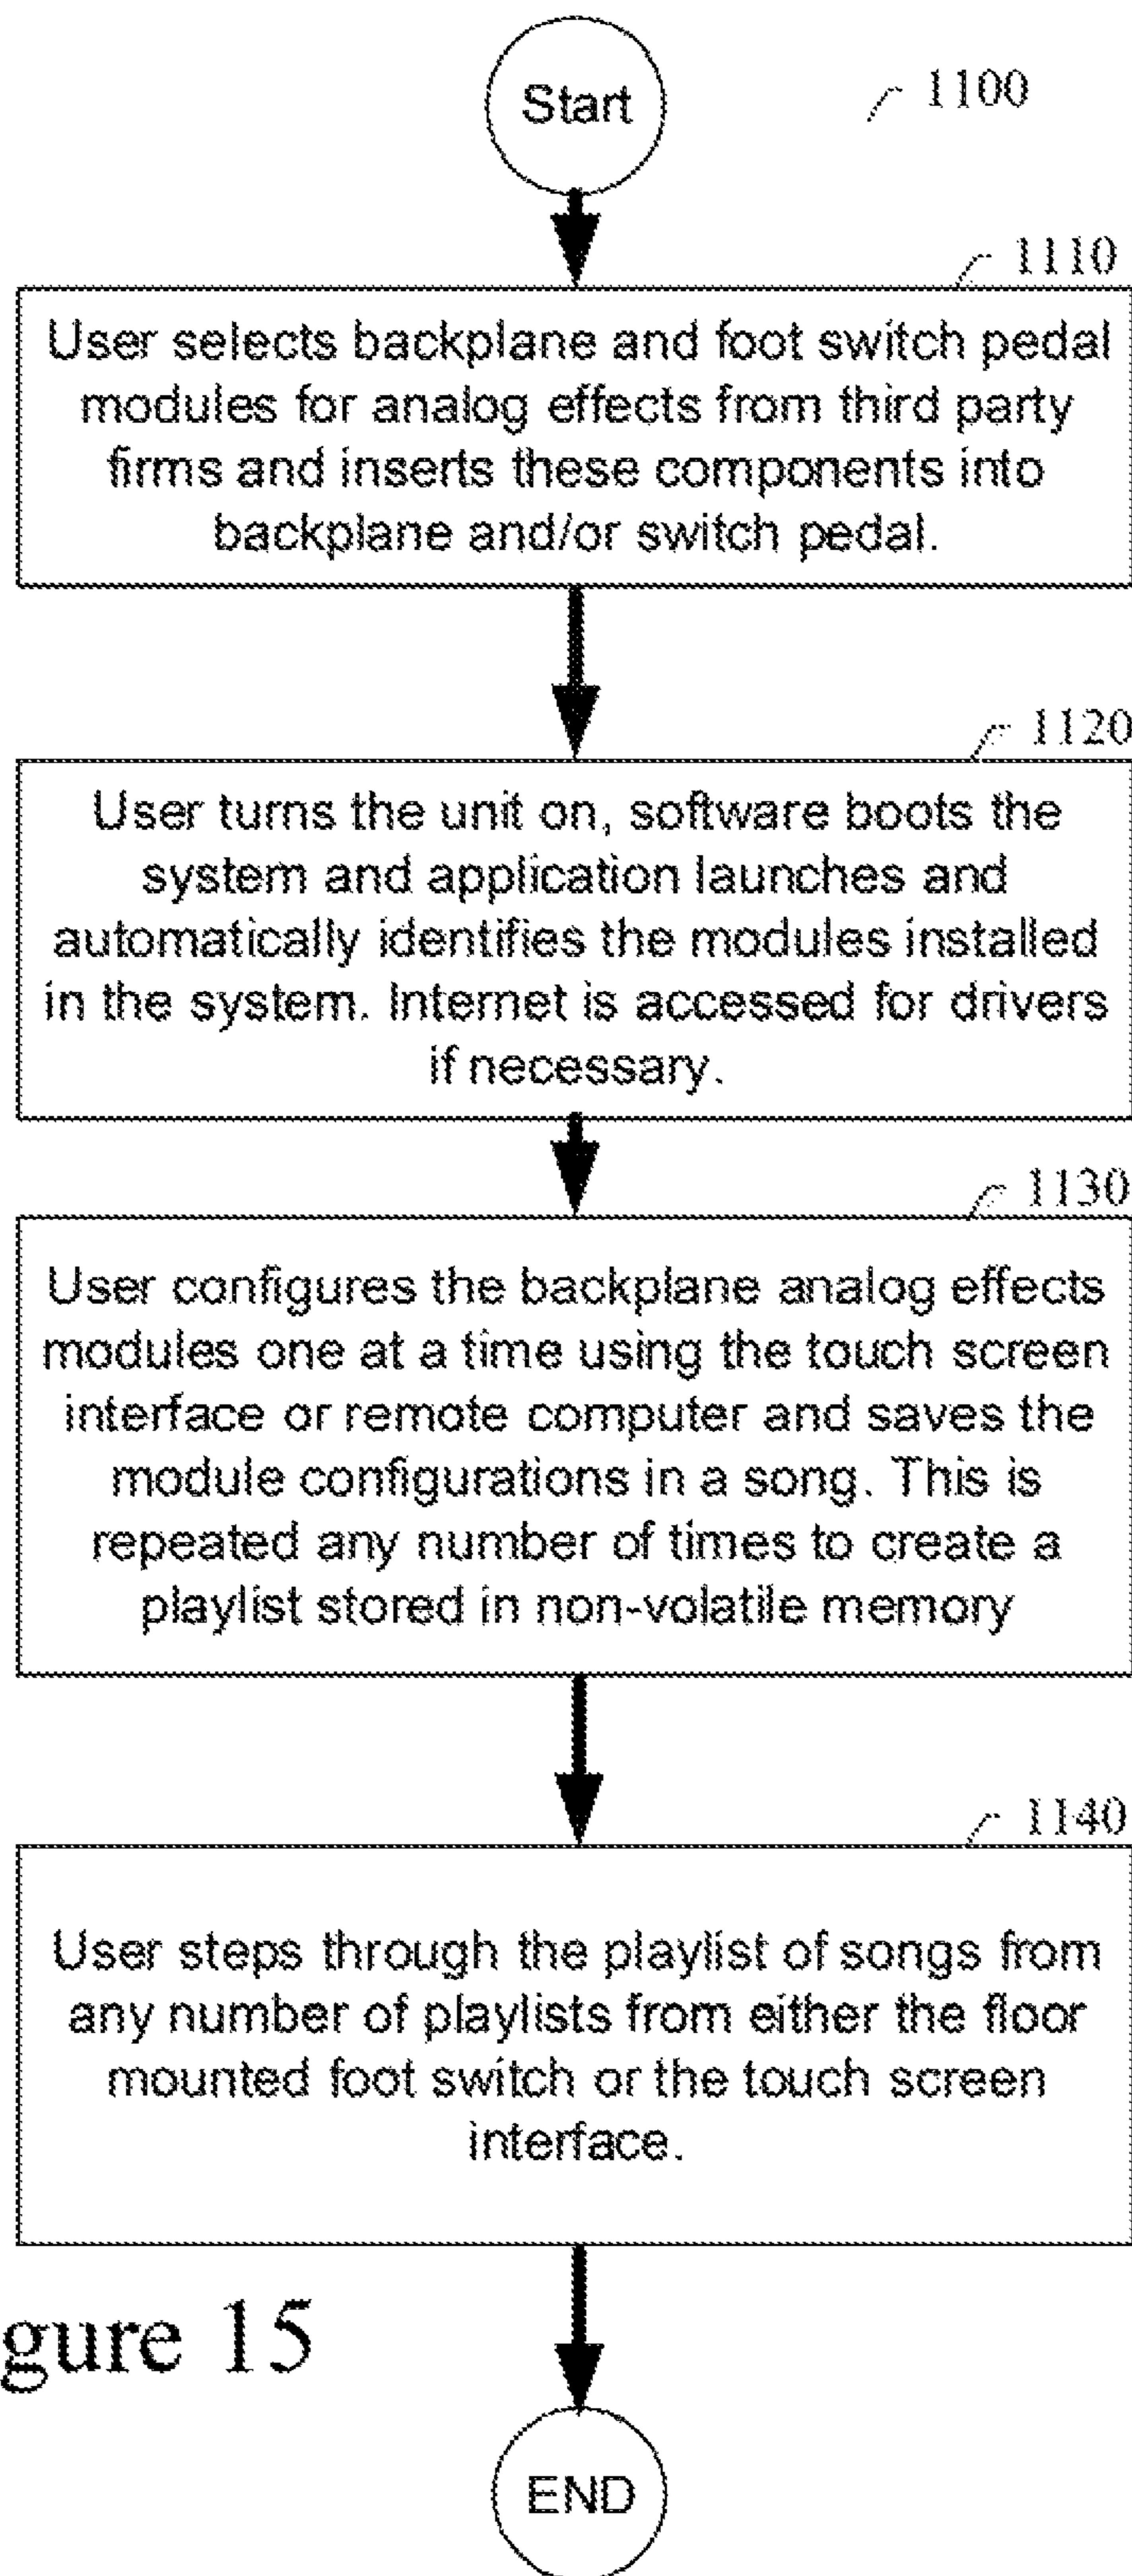 Start
1100
1110
User selects backplane and foot switch pedal
modules for analog effects from third party
firms and inserts these components into
backplane and/or switch pedal.
1120
User turns the unit on, software boots the
system and application launches and
automatically identifies the modules installed
in the system. Internet is accessed for drivers
if necessary.
1130
User configures the backplane analog effects
modules one at a time using the touch screen
interface or remote computer and saves the
module configurations in a song. This is
repeated any number of times to create a
playlist stored in non-volatile memory
1140
User steps through the playlist of songs from
any number of playlists from either the floor
mounted foot switch or the touch screen
interface.
gure 15
END